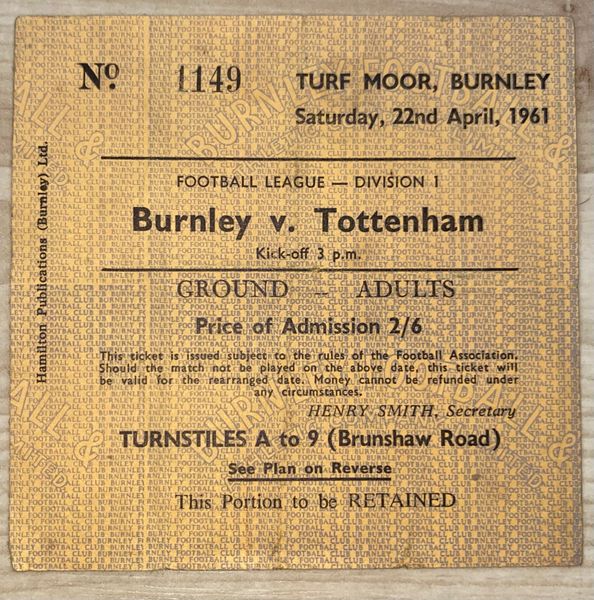 Nº. 1149
TURF MOOR, BURNLEY
Saturday, 22nd April, 1961
FOOTBALL LEAGUE — DIVISION 1
Burnley v. Tottenham
Kick-off 3 p.m.
GROUND — ADULTS
Price of Admission 2/6
This ticket is issued subject to the rules of the Football Association.
Should the match not be played on the above date, this ticket will
be valid for the rearranged date. Money cannot be refunded under
any circumstances.
HENRY SMITH, Secretary
TURNSTILES A to 9 (Brunshaw Road)
See Plan on Reverse
This Portion to be RETAINED
Hamilton Publications (Burnley) Ltd.